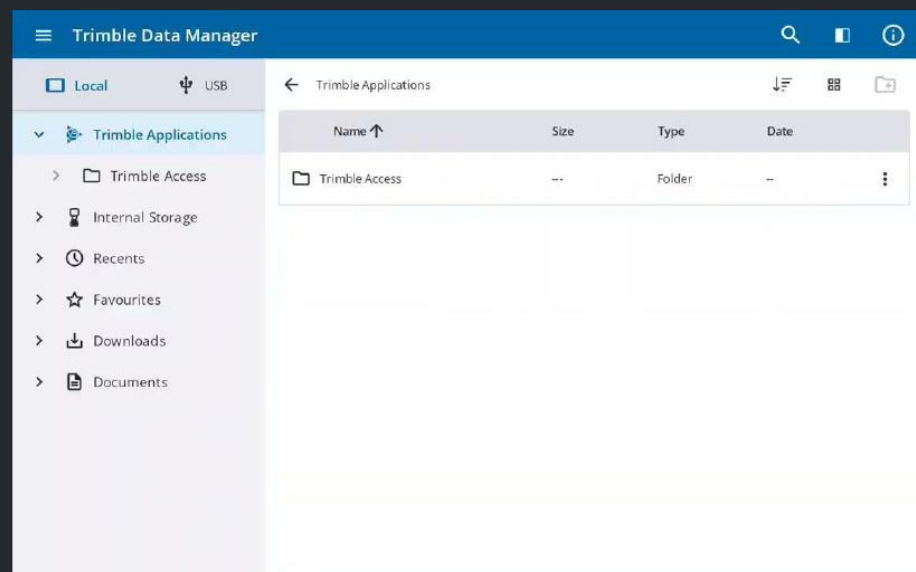 Trimble Data Manager
Local USB
Trimble Applications
Trimble Access
Internal Storage
Recents
Favourites
Downloads
Documents
Trimble Applications
Name Size Type Date
Trimble Access --- Folder --